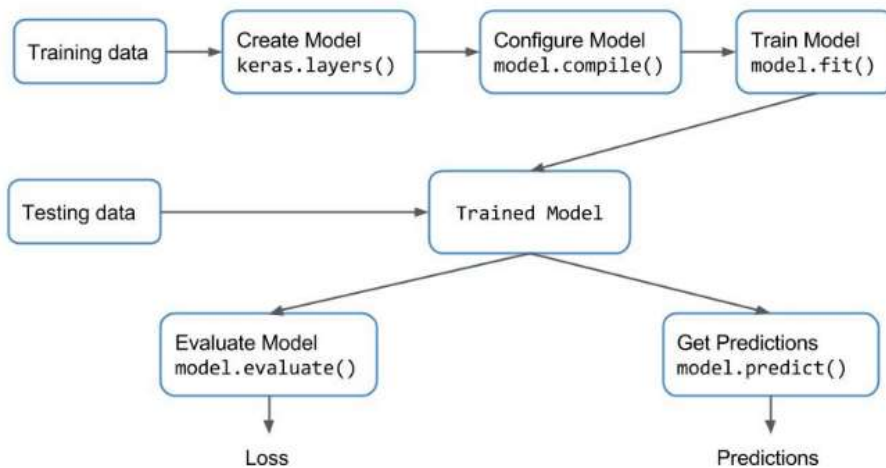 Training data
Create Model
keras.layers()
Configure Model
model.compile()
Train Model
model.fit()
Testing data
Trained Model
Evaluate Model
model.evaluate()
Get Predictions
model.predict()
Loss
Predictions